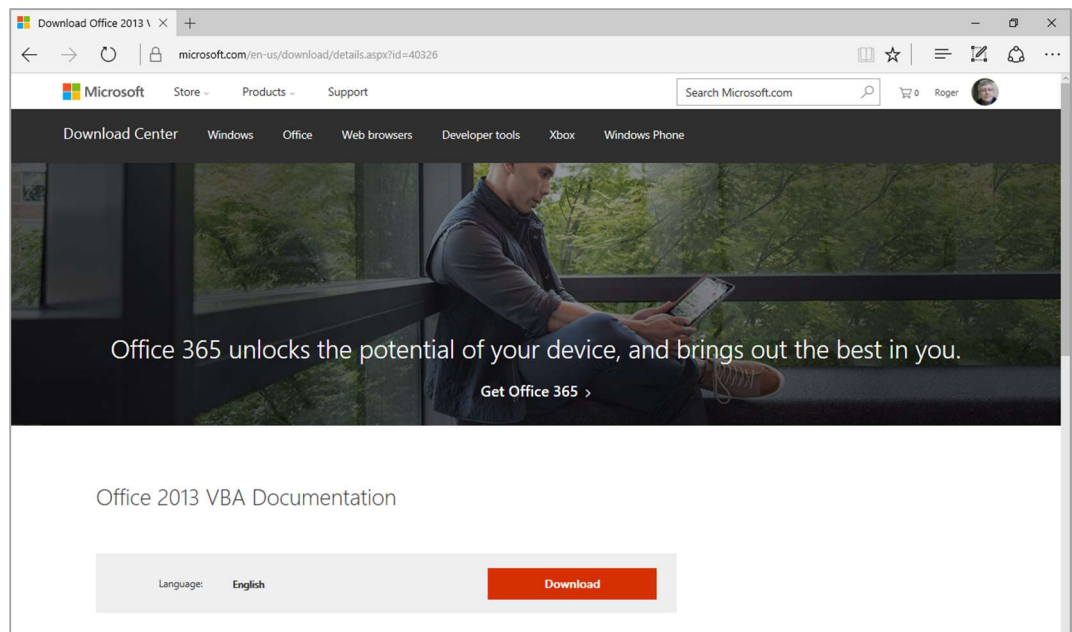 Download Office 2013 \
microsoft.com/en-us/download/details.aspx?id=40326
Microsoft Store Products Support Search Microsoft.com 0 Roger
Download Center Windows Office Web browsers Developer tools Xbox Windows Phone
Office 365 unlocks the potential of your device, and brings out the best in you.
Get Office 365 >
Office 2013 VBA Documentation
Language: English Download